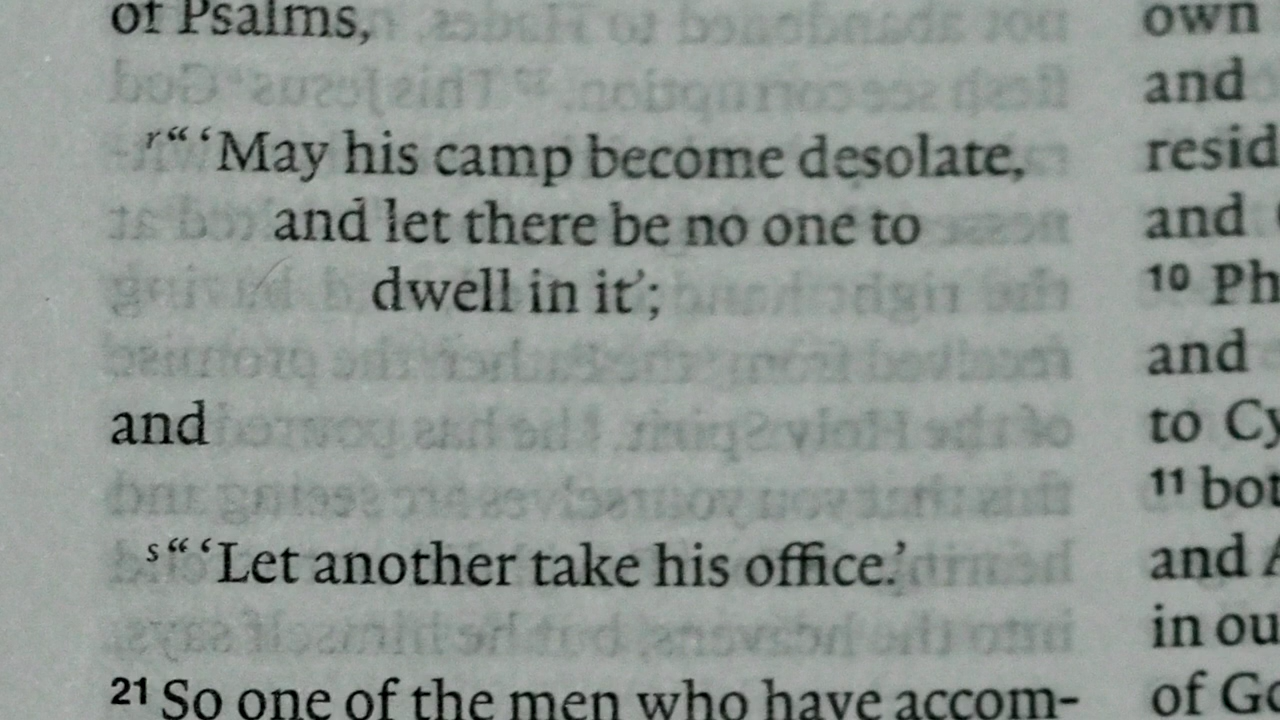 of Psalms,
r“ ‘May his camp become desolate,
and let there be no one to
dwell in it’;
and
s“ ‘Let another take his office.’
21 So one of the men who have accom-
own
and
resid
and
10 Ph
and
to Cy
11 bot
and A
in ou
of Go